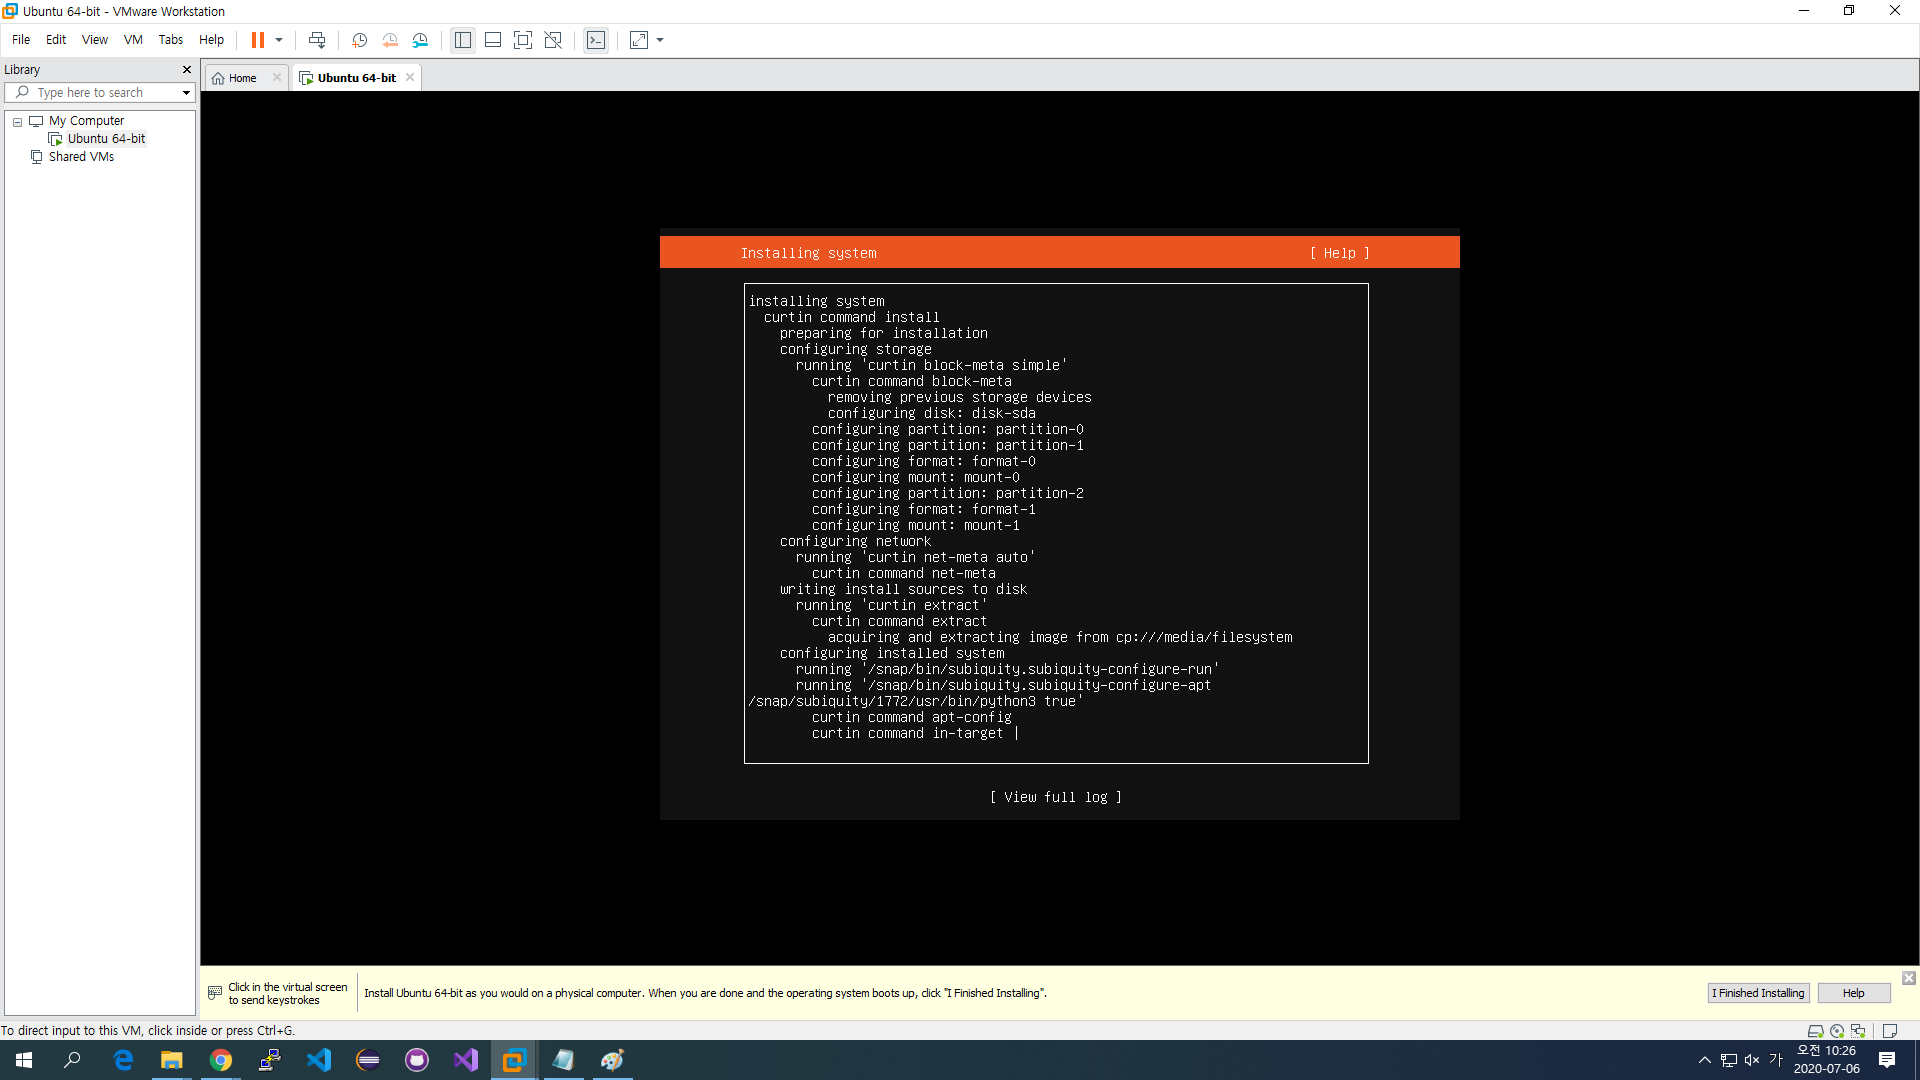 Ubuntu 64-bit - VMware Workstation
File Edit View VM Tabs Help
Library
Type here to search
My Computer
Ubuntu 64-bit
Shared VMs
Home
Ubuntu 64-bit
Installing system [ Help ]
installing system
curtin command install
preparing for installation
configuring storage
running 'curtin block-meta simple'
curtin command block-meta
removing previous storage devices
configuring disk: disk-sda
configuring partition: partition-0
configuring partition: partition-1
configuring format: format-0
configuring mount: mount-0
configuring partition: partition-2
configuring format: format-1
configuring mount: mount-1
configuring network
running 'curtin net-meta auto'
curtin command net-meta
writing install sources to disk
running 'curtin extract'
curtin command extract
acquiring and extracting image from cp:///media/filesystem
configuring installed system
running '/snap/bin/subiquity.subiquity-configure-run'
running '/snap/bin/subiquity.subiquity-configure-apt
/snap/subiquity/1772/usr/bin/python3 true'
curtin command apt-config
curtin command in-target |
[ View full log ]
Click in the virtual screen
to send keystrokes
Install Ubuntu 64-bit as you would on a physical computer. When you are done and the operating system boots up, click "I Finished Installing".
I Finished Installing
Help
To direct input to this VM, click inside or press Ctrl+G.
가
오전 10:26
2020-07-06